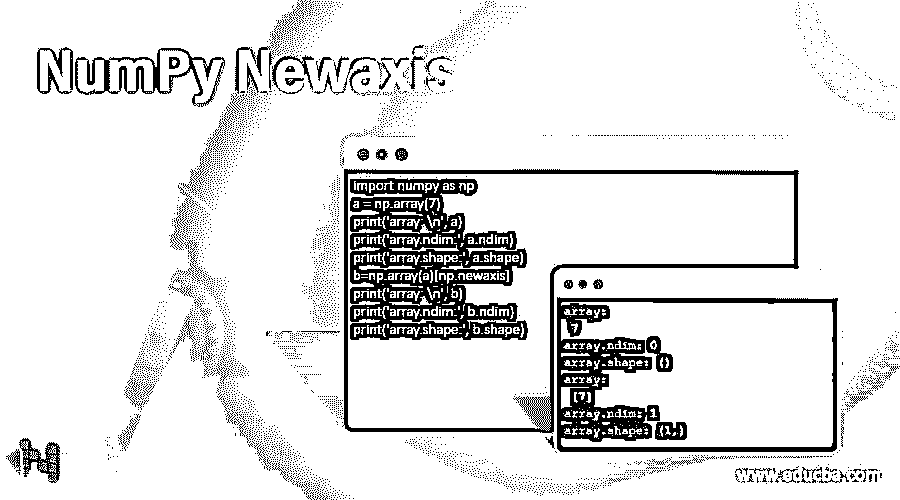 NumPy Newaxis
import numpy as np
a = np.array(7)
print('array: \n', a)
print('array.ndim:', a.ndim)
print('array.shape:', a.shape)
b=np.array(a)[np.newaxis]
print('array: \n', b)
print('array.ndim:', b.ndim)
print('array.shape:', b.shape)
array:
7
array.ndim: 0
array.shape: ()
array:
[7]
array.ndim: 1
array.shape: (1,)
www.educba.com